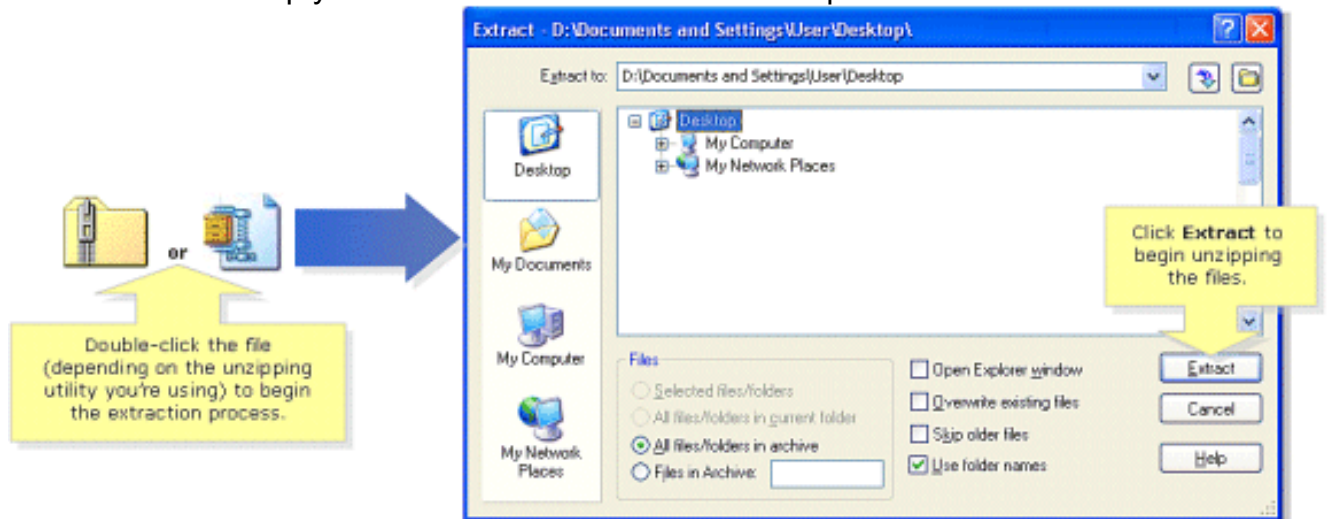 Extract - D:\Documents and Settings\User\Desktop\
Extract to: D:\Documents and Settings\User\Desktop
Desktop
My Documents
My Computer
My Network
Places
Desktop
My Computer
My Network Places
or
Double-click the file
(depending on the unzipping
utility you're using) to begin
the extraction process.
Click Extract to
begin unzipping
the files.
Files
Selected files/folders
All files/folders in current folder
All files/folders in archive
Files in Archive:
Open Explorer window
Overwrite existing files
Skip older files
Use folder names
Extract
Cancel
Help